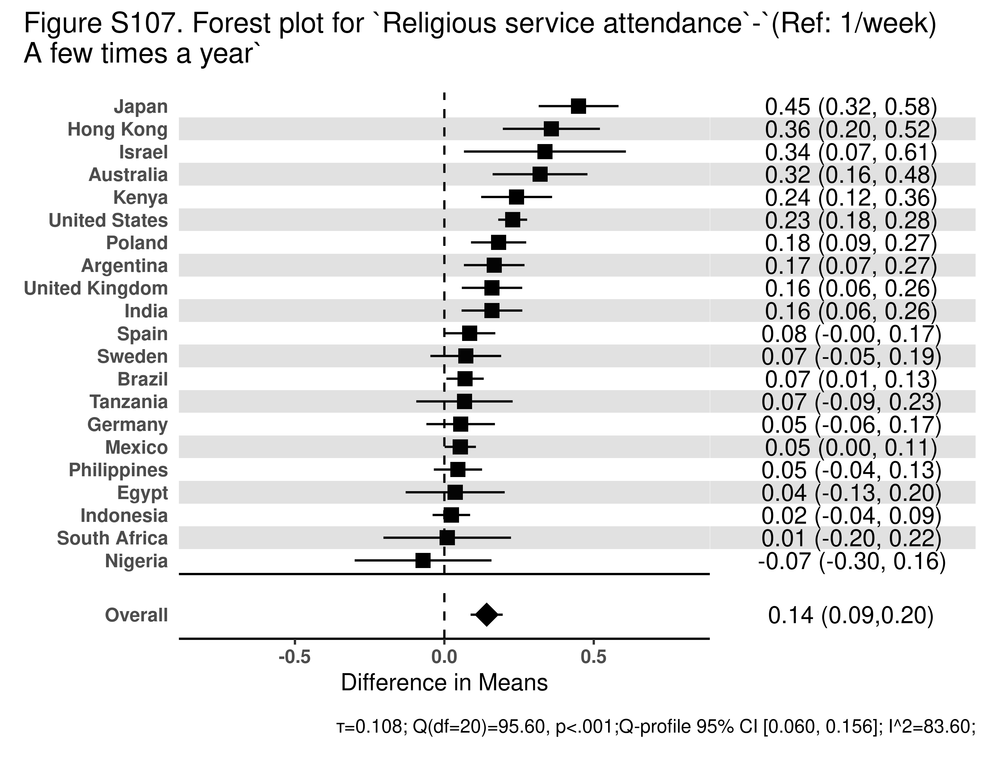 Figure S107. Forest plot for `Religious service attendance`-`(Ref: 1/week)
A few times a year`
Japan 0.45 (0.32, 0.58)
Hong Kong 0.36 (0.20, 0.52)
Israel 0.34 (0.07, 0.61)
Australia 0.32 (0.16, 0.48)
Kenya 0.24 (0.12, 0.36)
United States 0.23 (0.18, 0.28)
Poland 0.18 (0.09, 0.27)
Argentina 0.17 (0.07, 0.27)
United Kingdom 0.16 (0.06, 0.26)
India 0.16 (0.06, 0.26)
Spain 0.08 (-0.00, 0.17)
Sweden 0.07 (-0.05, 0.19)
Brazil 0.07 (0.01, 0.13)
Tanzania 0.07 (-0.09, 0.23)
Germany 0.05 (-0.06, 0.17)
Mexico 0.05 (0.00, 0.11)
Philippines 0.05 (-0.04, 0.13)
Egypt 0.04 (-0.13, 0.20)
Indonesia 0.02 (-0.04, 0.09)
South Africa 0.01 (-0.20, 0.22)
Nigeria -0.07 (-0.30, 0.16)
Overall 0.14 (0.09,0.20)
-0.5 0.0 0.5
Difference in Means
τ=0.108; Q(df=20)=95.60, p<.001;Q-profile 95% CI [0.060, 0.156]; I^2=83.60;